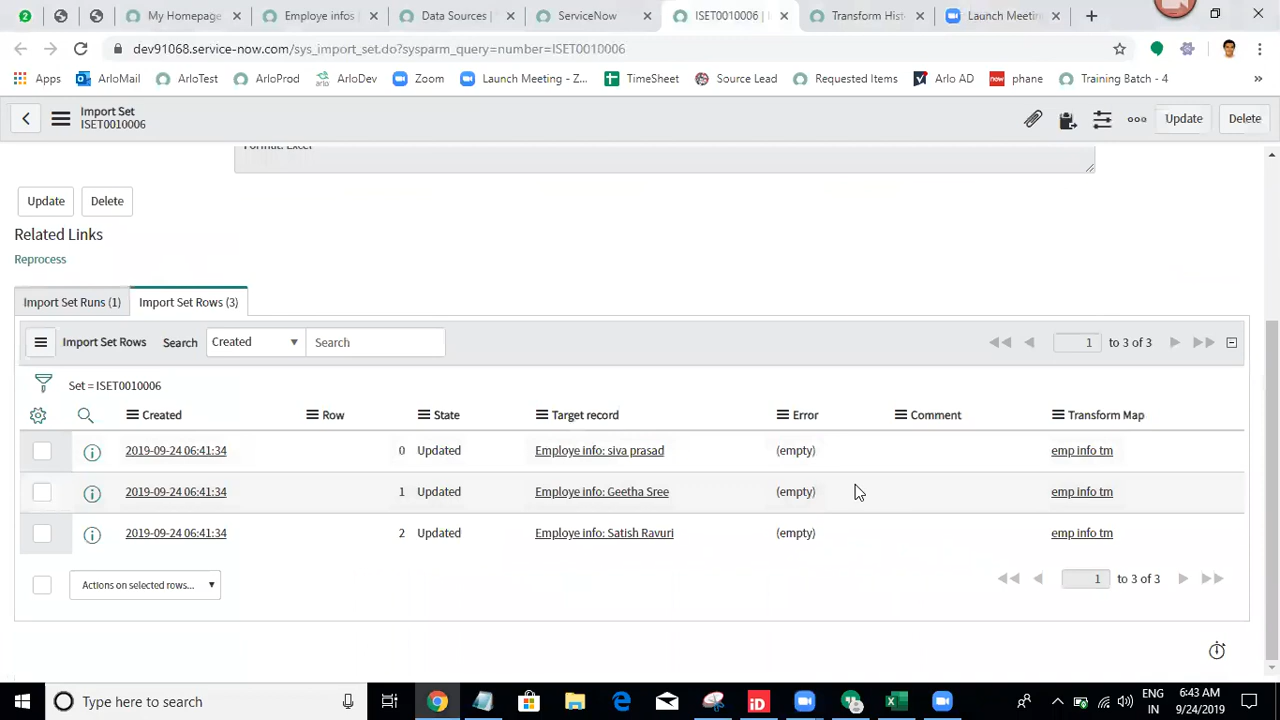 2
My Homepage
Employe infos |
Data Sources |
ServiceNow
ISET0010006 |
Transform Hist
Launch Meetin
dev91068.service-now.com/sys_import_set.do?sysparm_query=number=ISET0010006
Apps
ArloMail
ArloTest
ArloProd
ArloDev
Zoom
Launch Meeting - Z...
TimeSheet
Source Lead
Requested Items
Arlo AD
now
phane
Training Batch - 4
»
Import Set
ISET0010006
Update
Delete
Format: Excel
Update
Delete
Related Links
Reprocess
Import Set Runs (1)
Import Set Rows (3)
Import Set Rows
Search
Created
Search
1
to 3 of 3
Set = ISET0010006
Created
Row
State
Target record
Error
Comment
Transform Map
2019-09-24 06:41:34 0 Updated Employe info: siva prasad (empty) emp info tm
2019-09-24 06:41:34 1 Updated Employe info: Geetha Sree (empty) emp info tm
2019-09-24 06:41:34 2 Updated Employe info: Satish Ravuri (empty) emp info tm
Actions on selected rows...
1
to 3 of 3
Type here to search
iD
ENG
IN
6:43 AM
9/24/2019